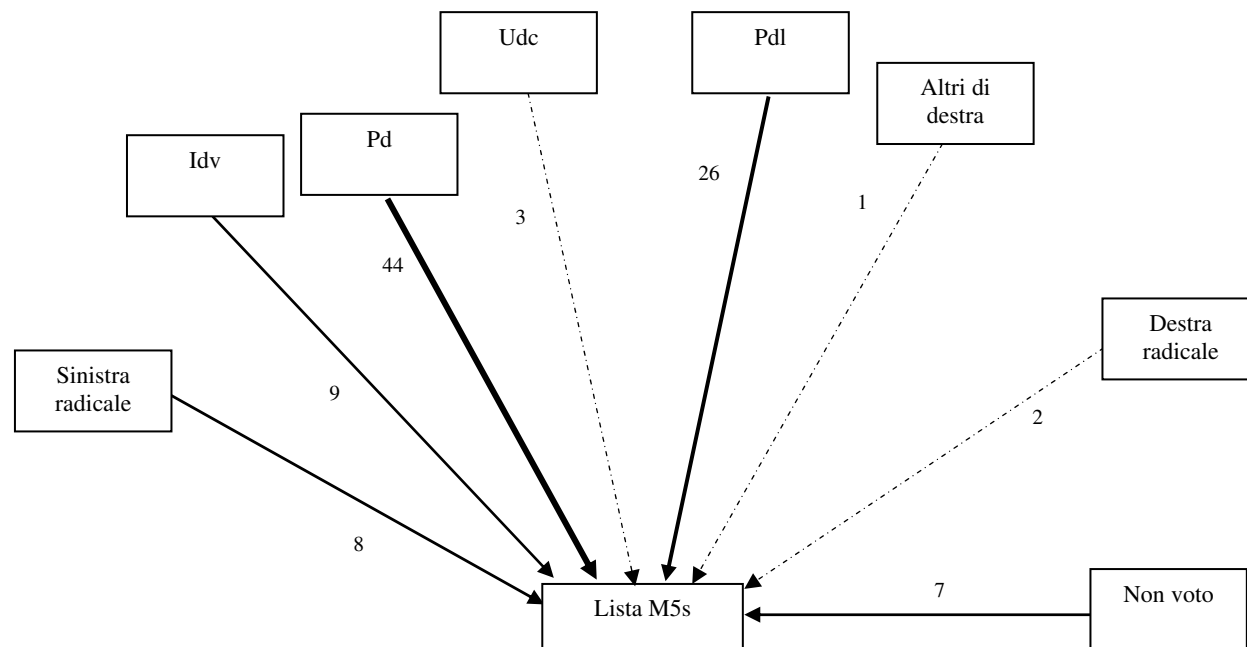 Udc
Pdl
Altri di
destra
Pd
Idv
26
1
3
44
Destra
radicale
Sinistra
radicale
9
2
8
7
Lista M5s
Non voto